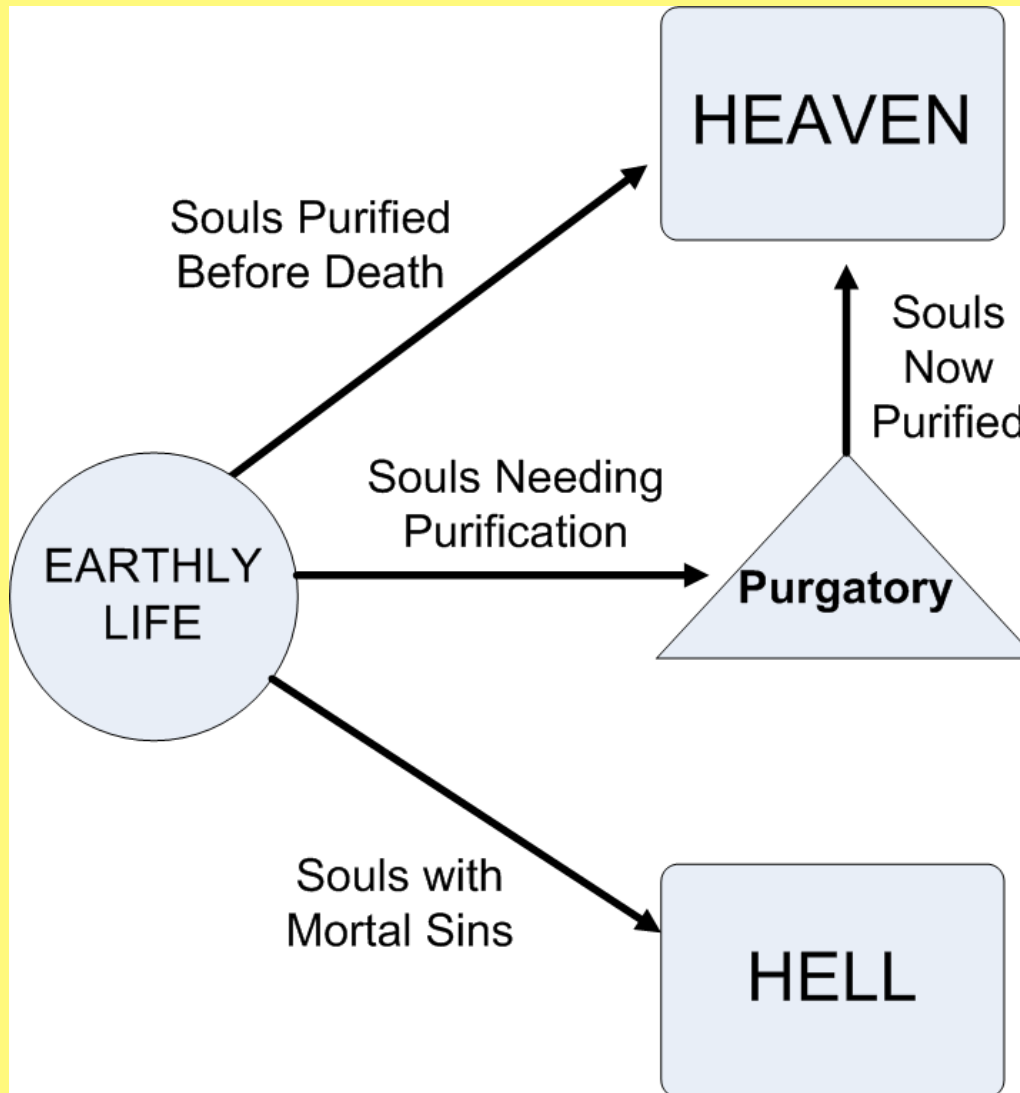 HEAVEN
Souls Purified
Before Death
Souls
Now
Purified
Souls Needing
Purification
EARTHLY
LIFE
Purgatory
Souls with
Mortal Sins
HELL